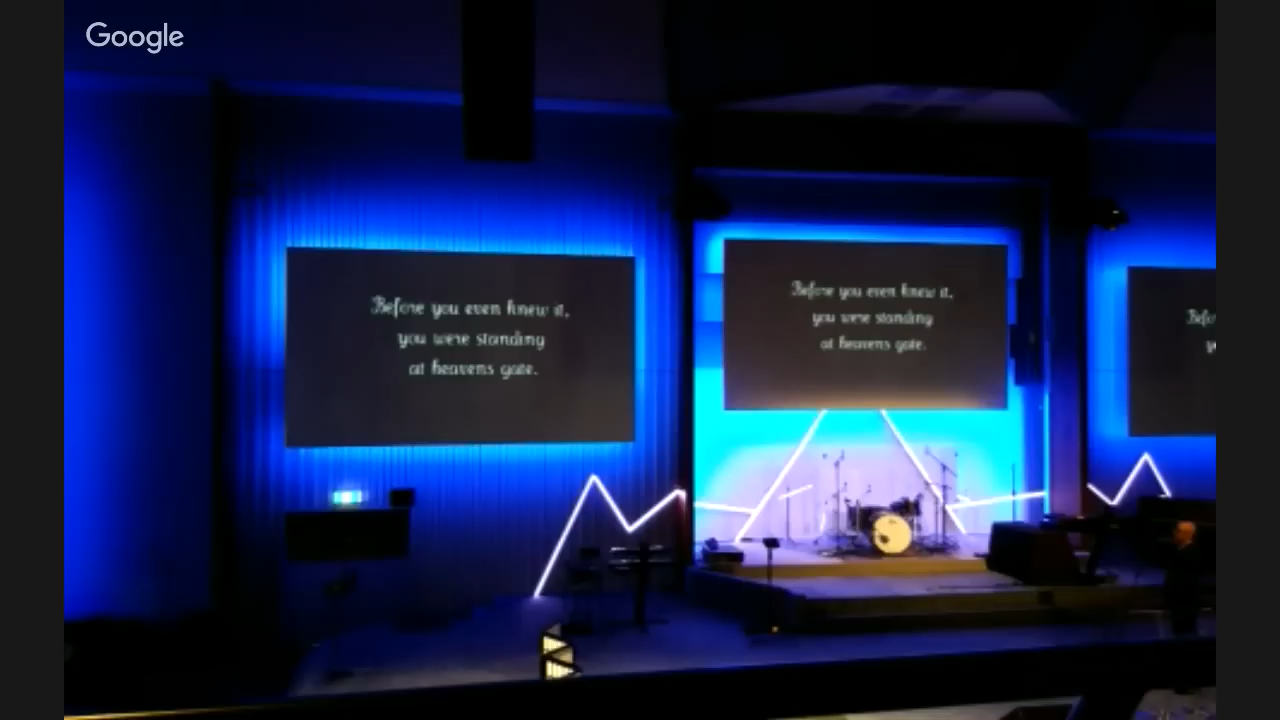 Google
Before you even knew it,
you were standing
at heavens gate.
Before you even knew it,
you were standing
at heavens gate.
Befo